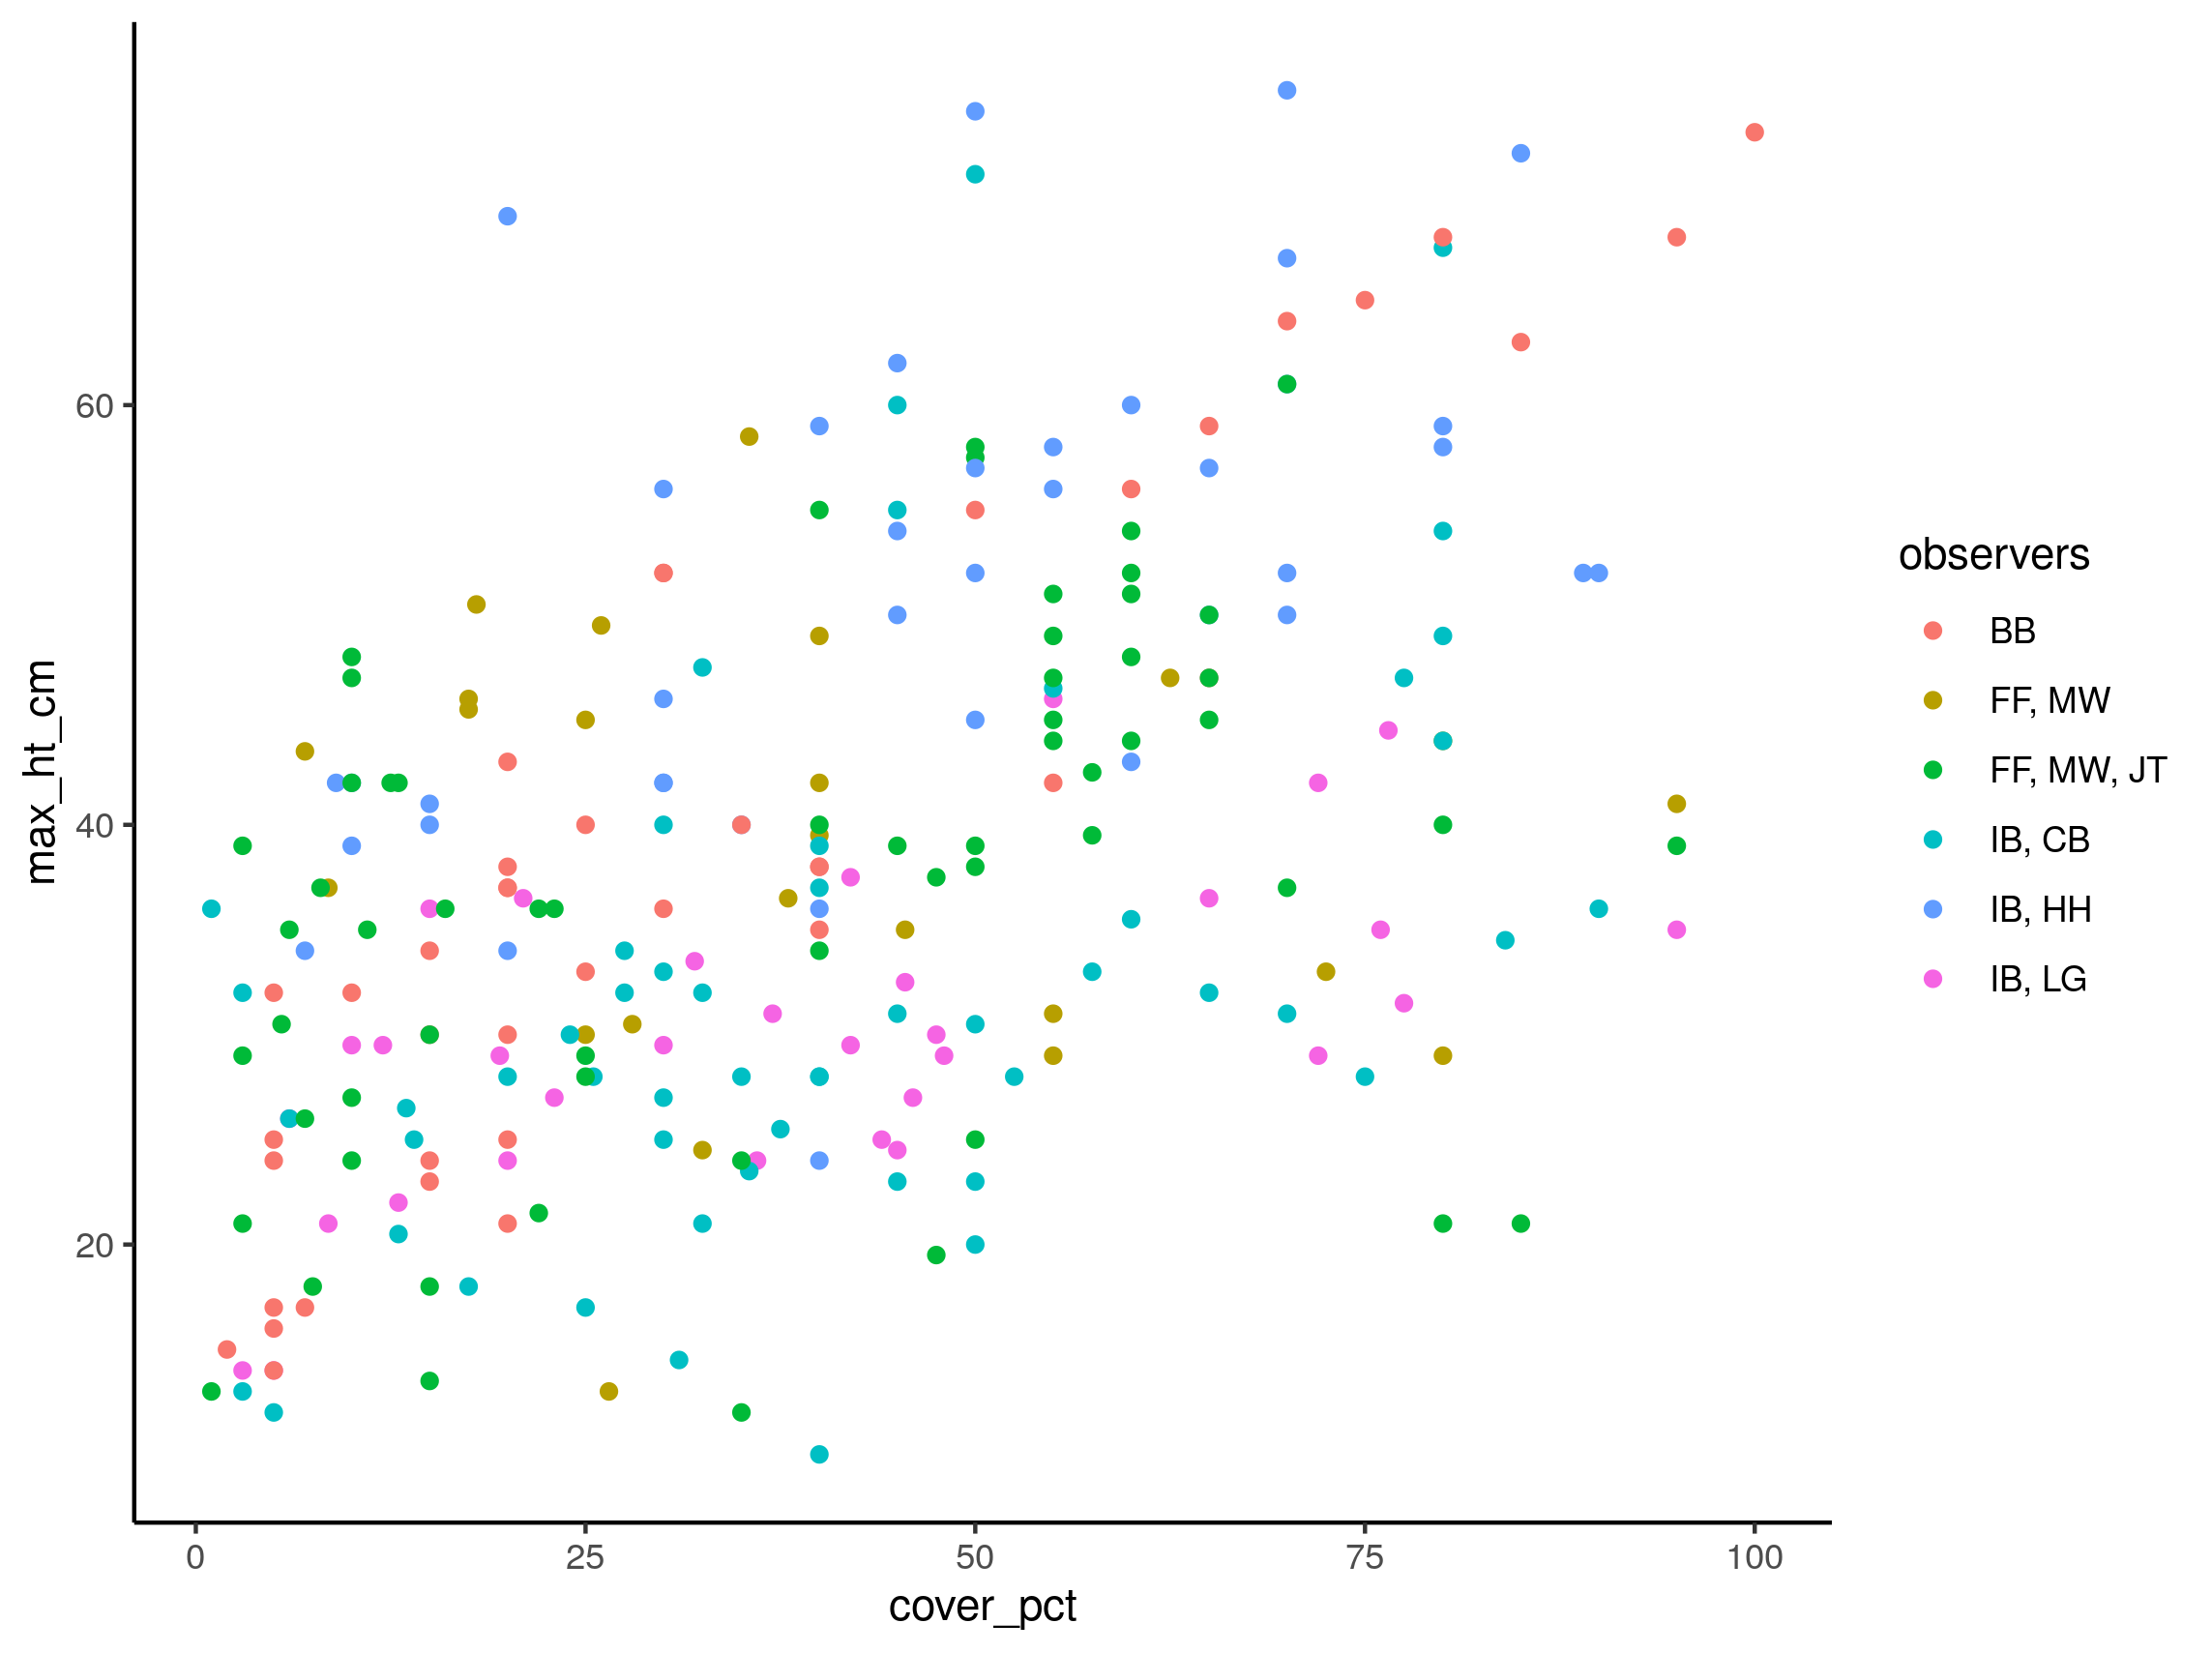 max_ht_cm
60
40
20
0 25 50 75 100
cover_pct
observers
BB
FF, MW
FF, MW, JT
IB, CB
IB, HH
IB, LG